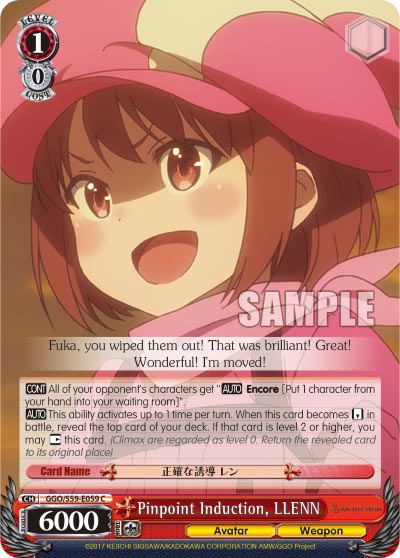 LEVEL
1
0
COST
SAMPLE
Fuka, you wiped them out! That was brilliant! Great!
Wonderful! I'm moved!
CONT All of your opponent's characters get "AUTO Encore [Put 1 character from
your hand into your waiting room]".
AUTO This ability activates up to 1 time per turn. When this card becomes in
battle, reveal the top card of your deck. If that card is level 2 or higher, you
may this card. (Climax are regarded as level 0. Return the revealed card
to its original place)
Card Name 正確な誘導 レン
CH GGO/S59-E059 C
POWER 6000 Pinpoint Induction, LLENN
Avatar Weapon
©2017 KEIICHI SIGSAWA/KADOKAWA CORPORATION AMW/GGO Project